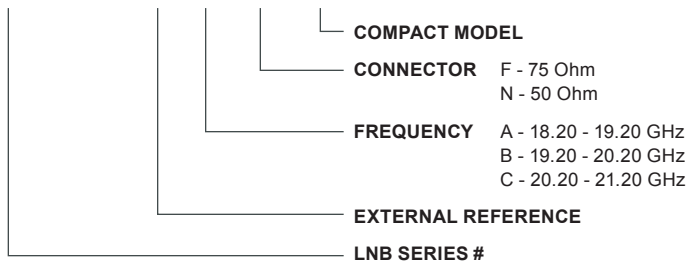 COMPACT MODEL
CONNECTOR F - 75 Ohm
N - 50 Ohm
FREQUENCY A - 18.20 - 19.20 GHz
B - 19.20 - 20.20 GHz
C - 20.20 - 21.20 GHz
EXTERNAL REFERENCE
LNB SERIES #